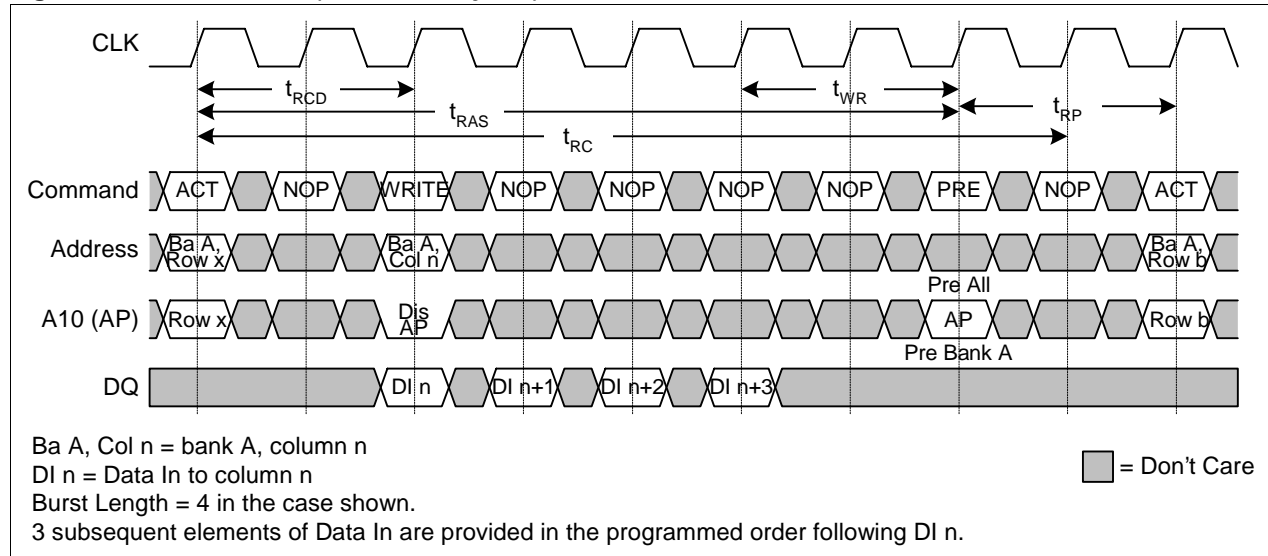 CLK
tRCD
tWR
tRAS
tRP
tRC
Command ACT NOP WRITE NOP NOP NOP NOP PRE NOP ACT
Address Ba A, Row x Ba A, Col n Ba A, Row b
Pre All
A10 (AP) Row x Dis AP AP Row b
Pre Bank A
DQ DI n DI n+1 DI n+2 DI n+3
Ba A, Col n = bank A, column n
DI n = Data In to column n
= Don't Care
Burst Length = 4 in the case shown.
3 subsequent elements of Data In are provided in the programmed order following DI n.